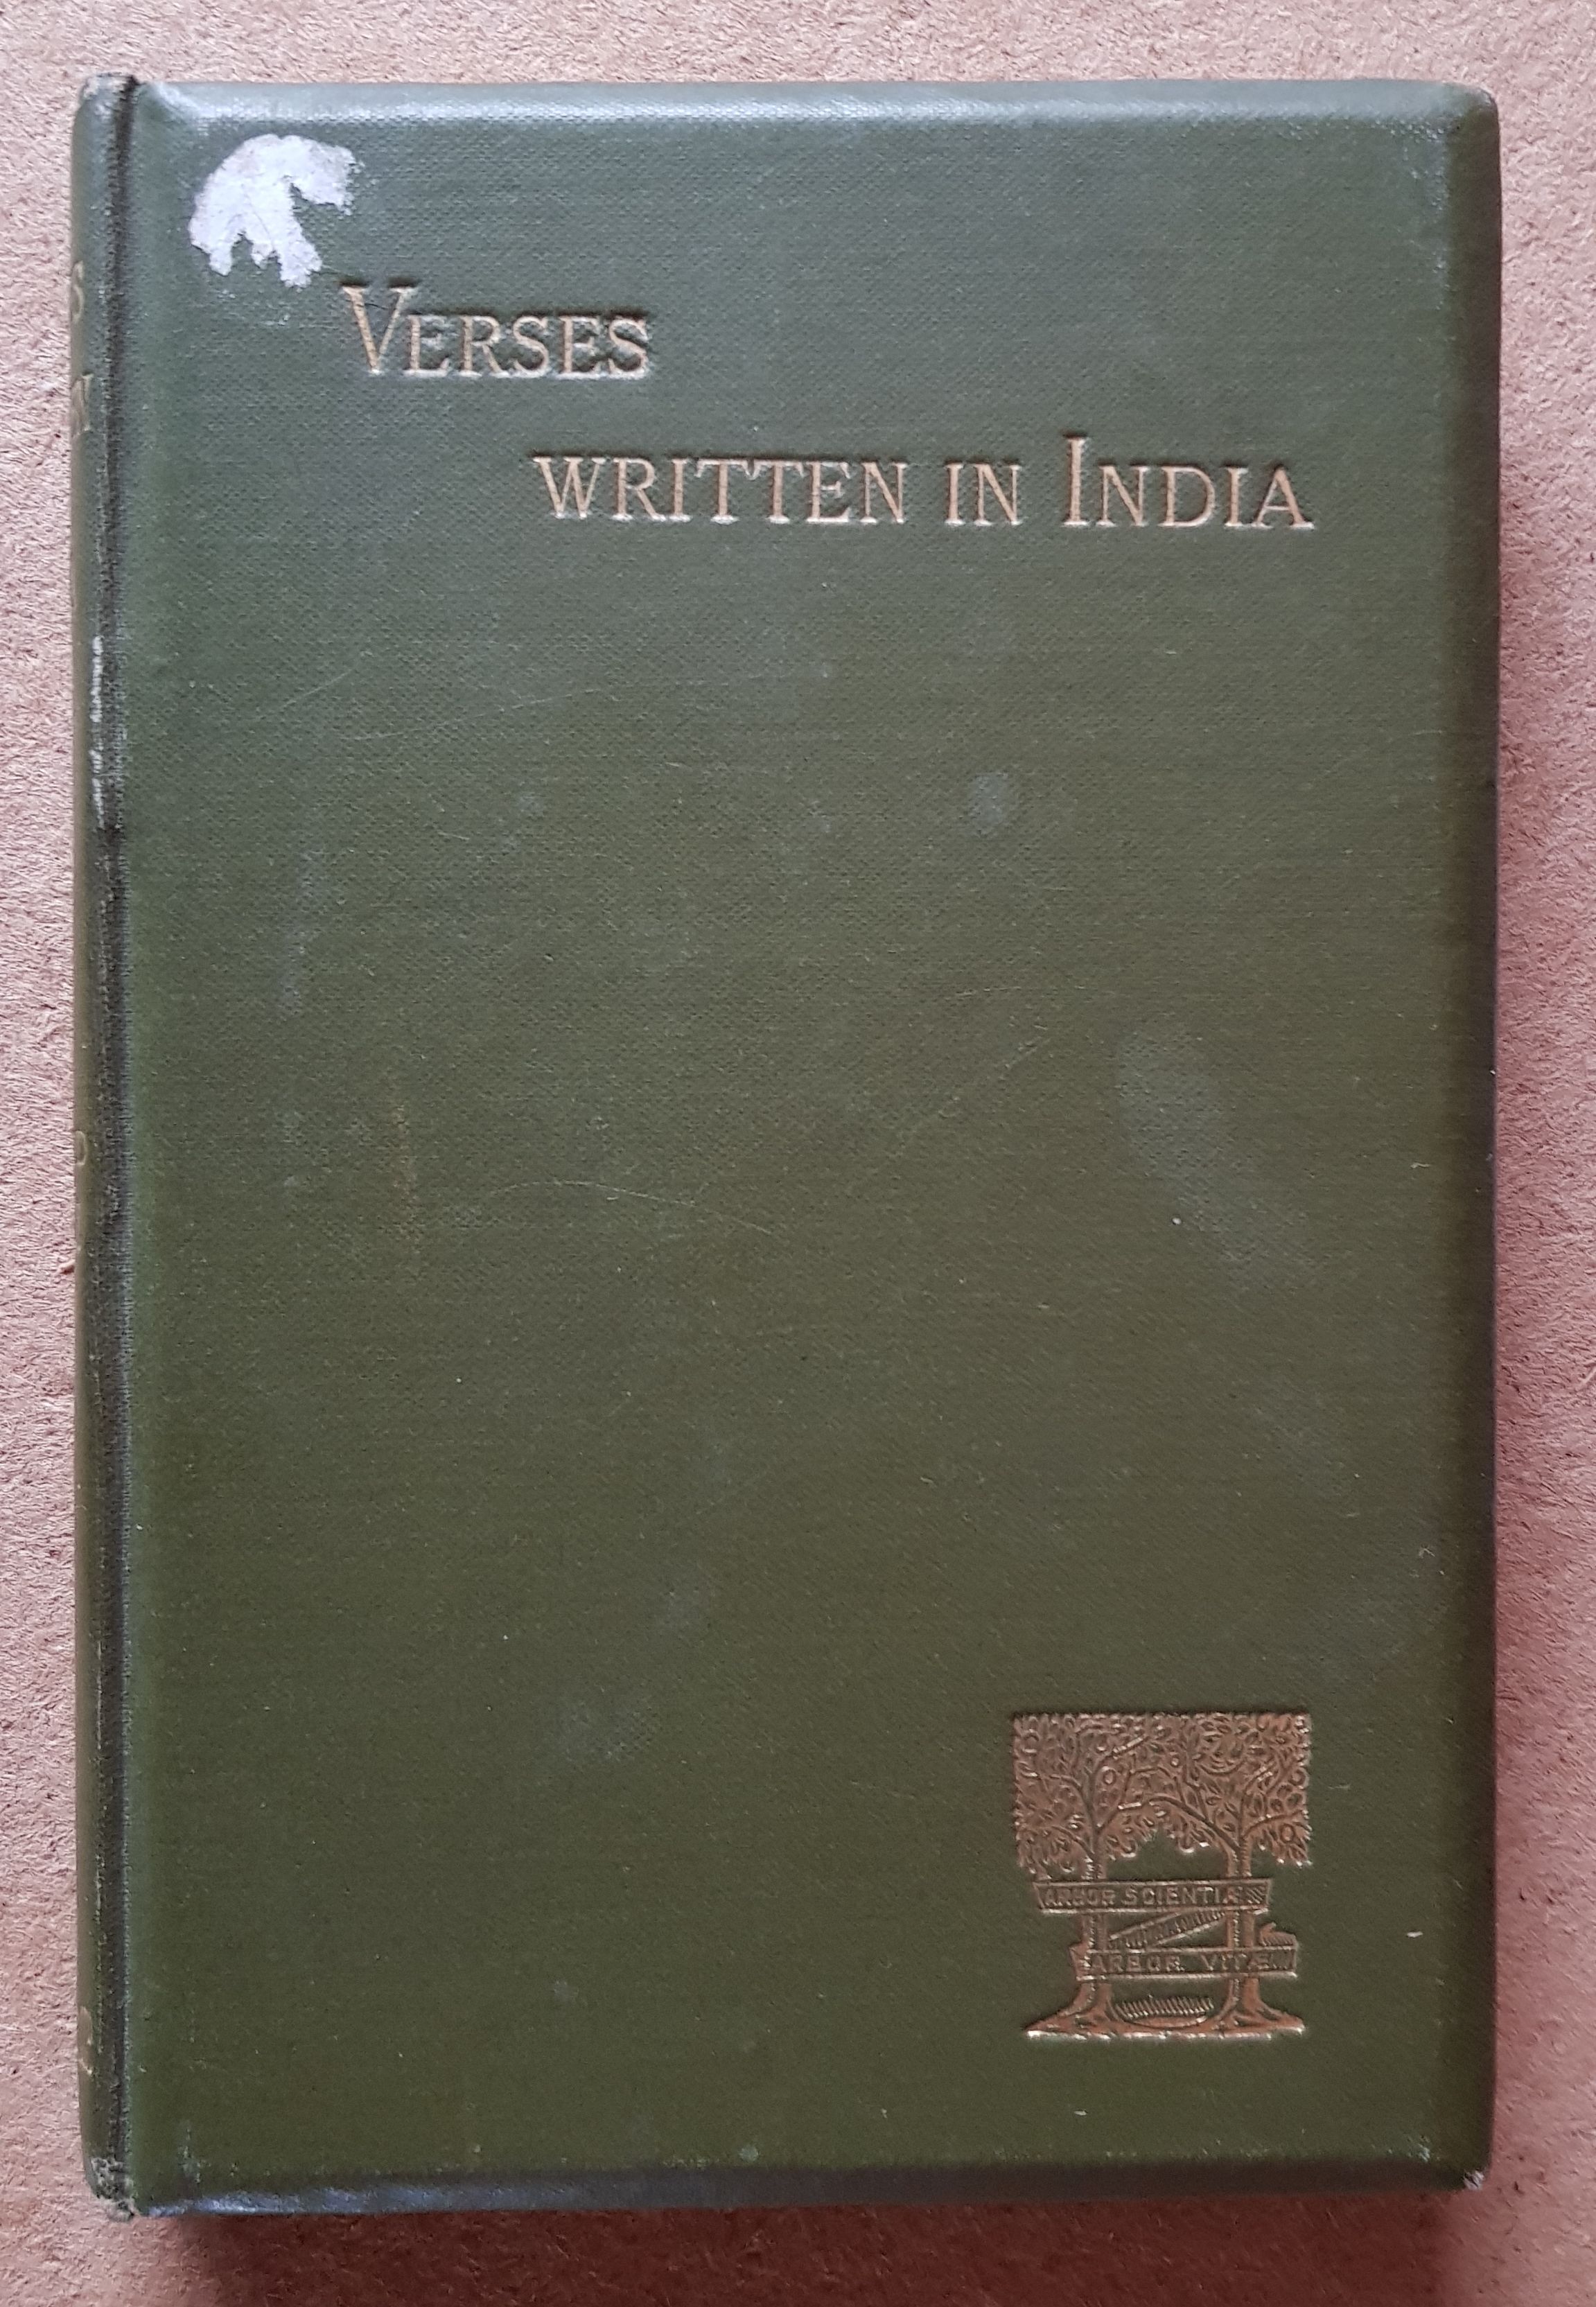 VERSES
WRITTEN IN INDIA
ARBOR SCIENTIÆ
ARBOR VITÆ